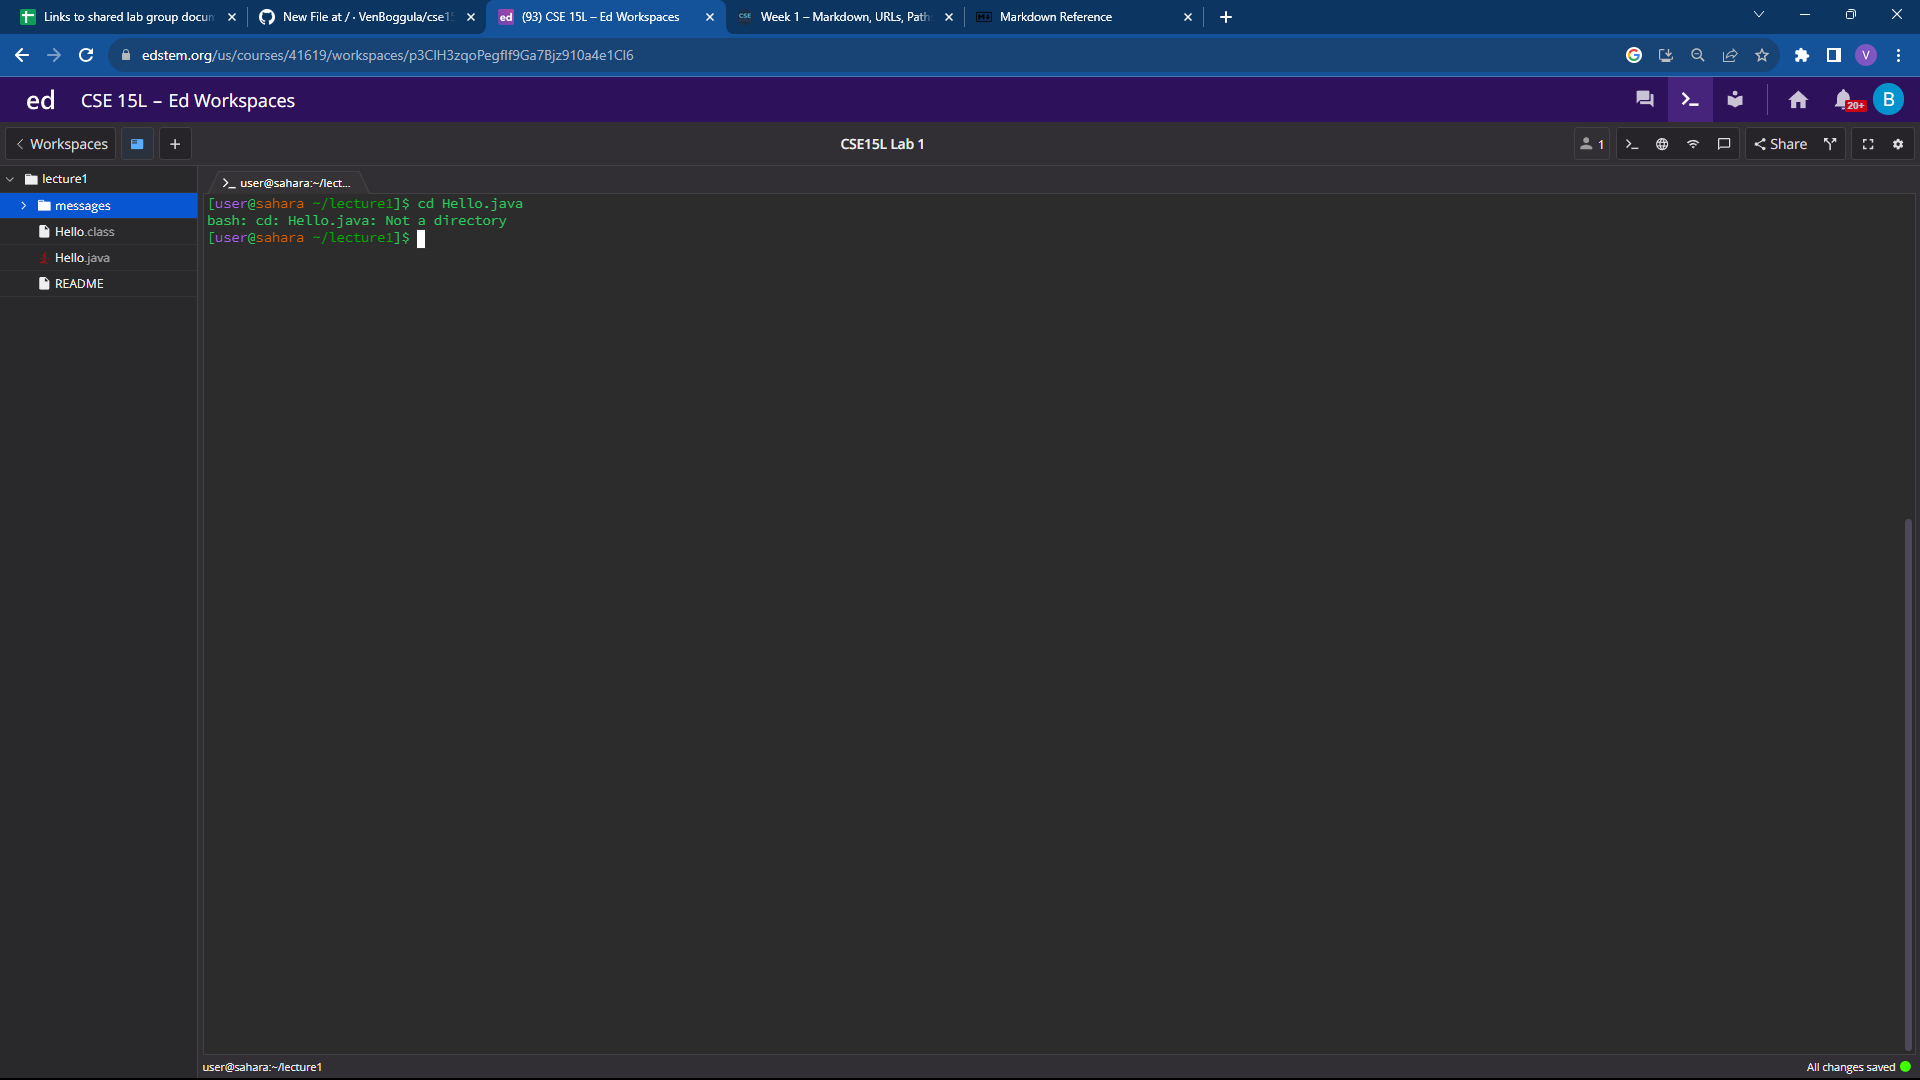 Links to shared lab group docum
New File at / · VenBoggula/cse15
ed (93) CSE 15L – Ed Workspaces
CSE Week 1 – Markdown, URLs, Path
Markdown Reference
edstem.org/us/courses/41619/workspaces/p3ClH3zqoPegflf9Ga7Bjz910a4e1Cl6
V
ed CSE 15L – Ed Workspaces
20+
B
Workspaces
CSE15L Lab 1
1
Share
lecture1
messages
Hello.class
Hello.java
README
>_ user@sahara:~/lect...
[user@sahara ~/lecture1]$ cd Hello.java
bash: cd: Hello.java: Not a directory
[user@sahara ~/lecture1]$
user@sahara:~/lecture1
All changes saved